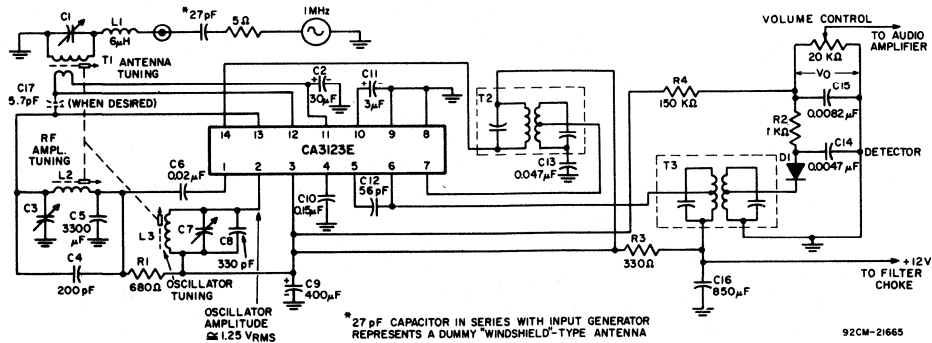 C1
L1
6µH
*27pF
5Ω
1MHz
T1 ANTENNA TUNING
C17
5.7pF (WHEN DESIRED)
RF AMPL. TUNING
L2
C3
C5
3300 µF
C4
200pF
R1
680Ω
C6
0.02µF
L3
C7
C8
330pF
OSCILLATOR TUNING
OSCILLATOR AMPLITUDE
≅ 1.25 VRMS
C2
30µF
C11
3µF
14 13 12 11 10 9 8
CA3123E
1 2 3 4 5 6 7
C10
0.15µF
C12
56pF
C9
400µF
T2
C13
0.047µF
R4
150 KΩ
R3
330Ω
T3
C16
850µF
VOLUME CONTROL
TO AUDIO AMPLIFIER
20 KΩ
VO
C15
0.0082µF
R2
1 KΩ
C14
0.0047µF
D1
DETECTOR
+12V
TO FILTER CHOKE
*27 pF CAPACITOR IN SERIES WITH INPUT GENERATOR
REPRESENTS A DUMMY "WINDSHIELD"-TYPE ANTENNA
92CM-21665